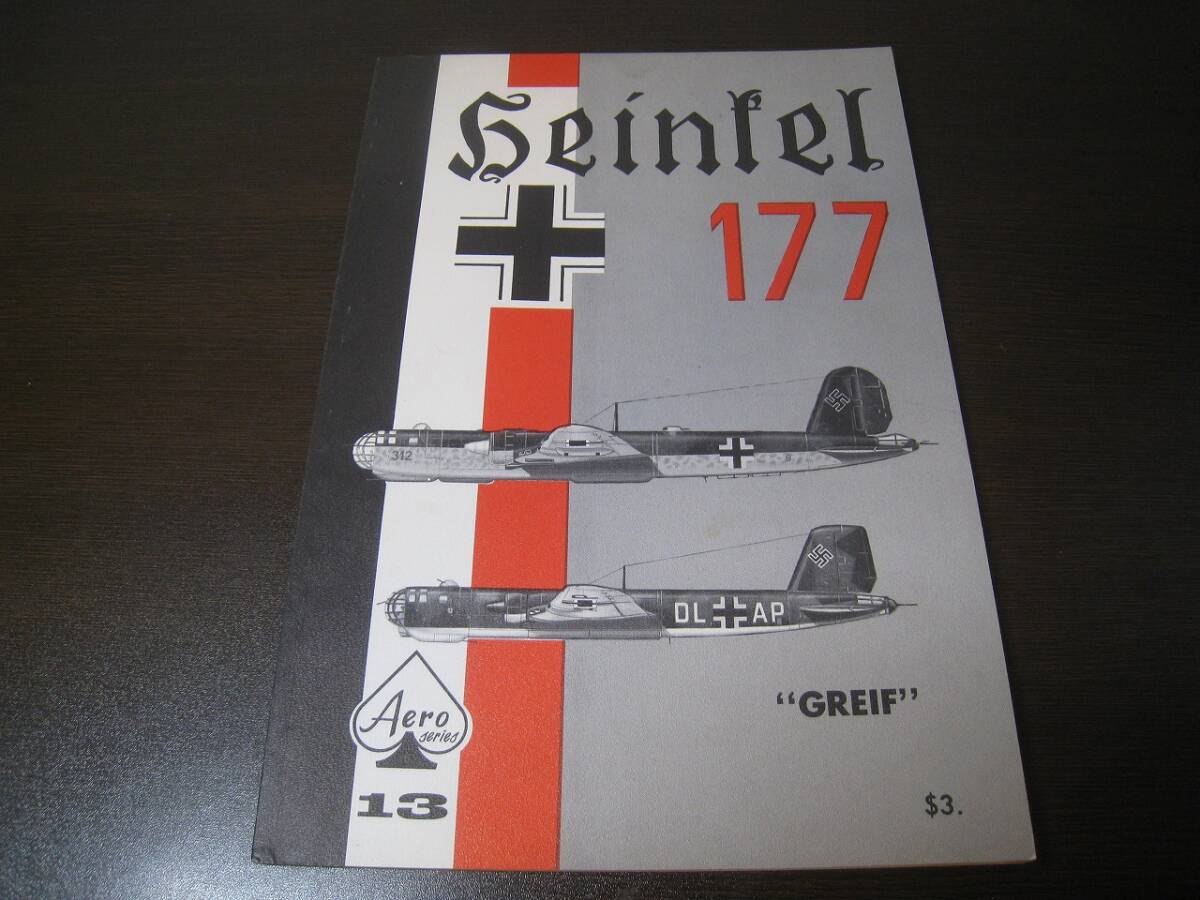 Heinkel
177
312
DL AP
"GREIF"
Aero
series
13
$3.